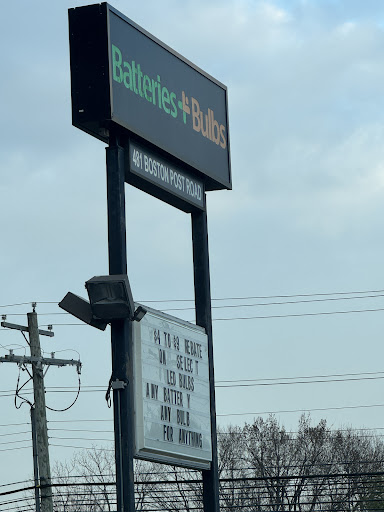 Batteries+Bulbs
481 BOSTON POST ROAD
$4 TO $8 REBATE
ON SELECT
LED BULBS
ANY BATTERY
ANY BULB
FOR ANYTHING